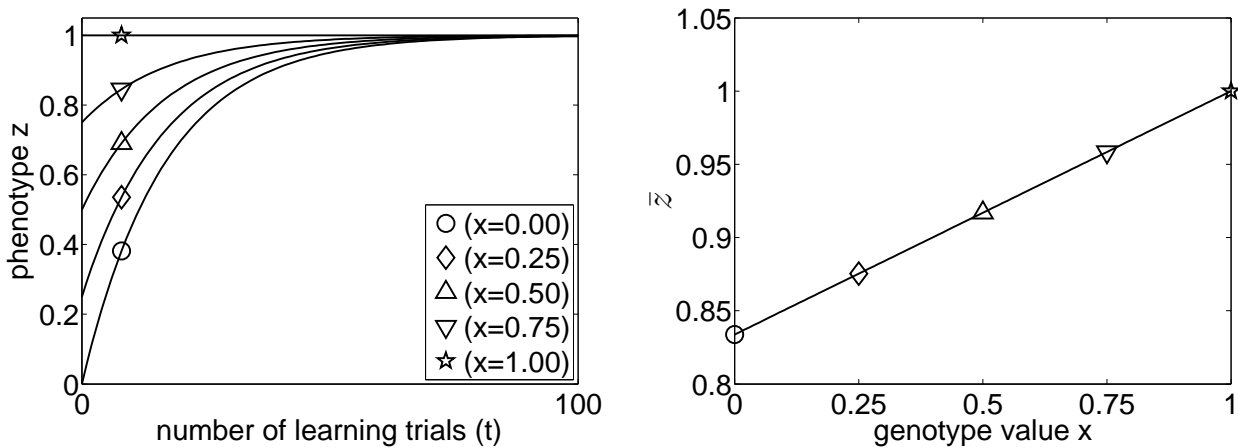 1
0.8
0.6
0.4
0.2
0
0
100
phenotype z
number of learning trials (t)
(x=0.00)
(x=0.25)
(x=0.50)
(x=0.75)
(x=1.00)
1.05
1
0.95
0.9
0.85
0.8
0
0.25
0.50
0.75
1
z̄
genotype value x